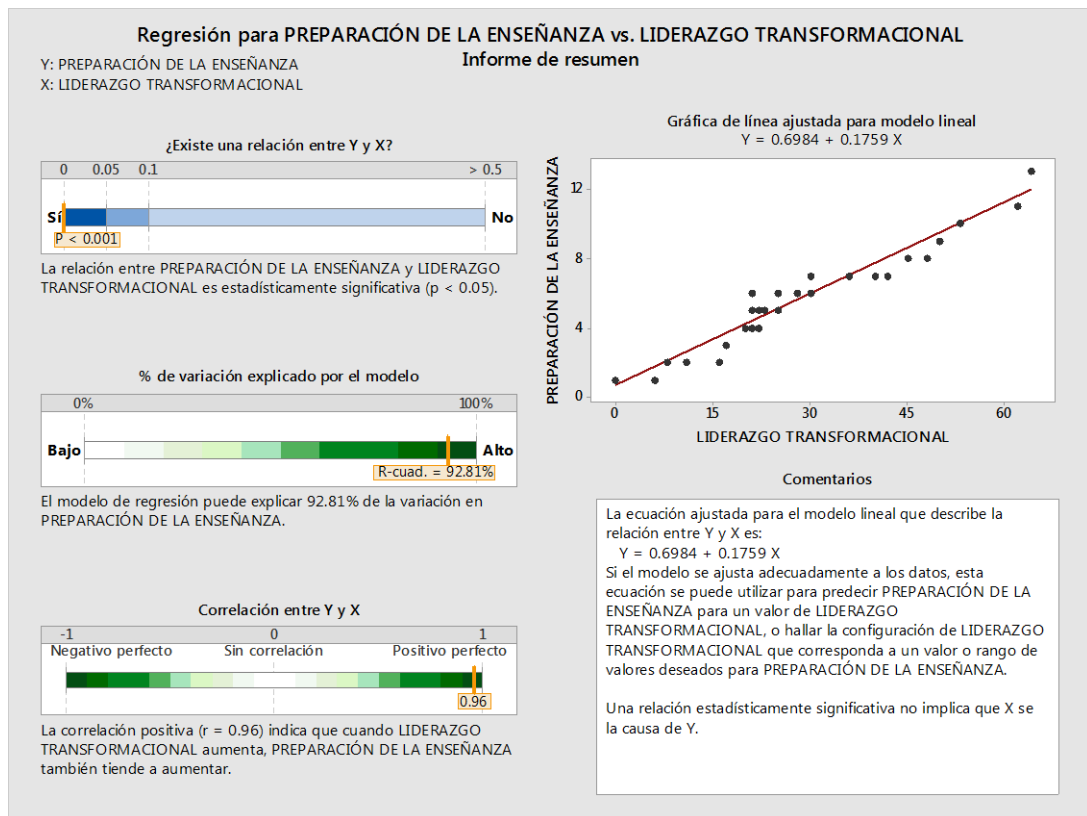 Regresión para PREPARACIÓN DE LA ENSEÑANZA vs. LIDERAZGO TRANSFORMACIONAL
Informe de resumen
Y: PREPARACIÓN DE LA ENSEÑANZA
X: LIDERAZGO TRANSFORMACIONAL
¿Existe una relación entre Y y X?
0 0.05 0.1 > 0.5
Sí No
P < 0.001
La relación entre PREPARACIÓN DE LA ENSEÑANZA y LIDERAZGO
TRANSFORMACIONAL es estadísticamente significativa (p < 0.05).
% de variación explicado por el modelo
0% 100%
Bajo Alto
R-cuad. = 92.81%
El modelo de regresión puede explicar 92.81% de la variación en
PREPARACIÓN DE LA ENSEÑANZA.
Correlación entre Y y X
-1 0 1
Negativo perfecto Sin correlación Positivo perfecto
0.96
La correlación positiva (r = 0.96) indica que cuando LIDERAZGO
TRANSFORMACIONAL aumenta, PREPARACIÓN DE LA ENSEÑANZA
también tiende a aumentar.
Gráfica de línea ajustada para modelo lineal
Y = 0.6984 + 0.1759 X
PREPARACIÓN DE LA ENSEÑANZA
12
8
4
0
0 15 30 45 60
LIDERAZGO TRANSFORMACIONAL
Comentarios
La ecuación ajustada para el modelo lineal que describe la
relación entre Y y X es:
Y = 0.6984 + 0.1759 X
Si el modelo se ajusta adecuadamente a los datos, esta
ecuación se puede utilizar para predecir PREPARACIÓN DE LA
ENSEÑANZA para un valor de LIDERAZGO
TRANSFORMACIONAL, o hallar la configuración de LIDERAZGO
TRANSFORMACIONAL que corresponda a un valor o rango de
valores deseados para PREPARACIÓN DE LA ENSEÑANZA.
Una relación estadísticamente significativa no implica que X se
la causa de Y.